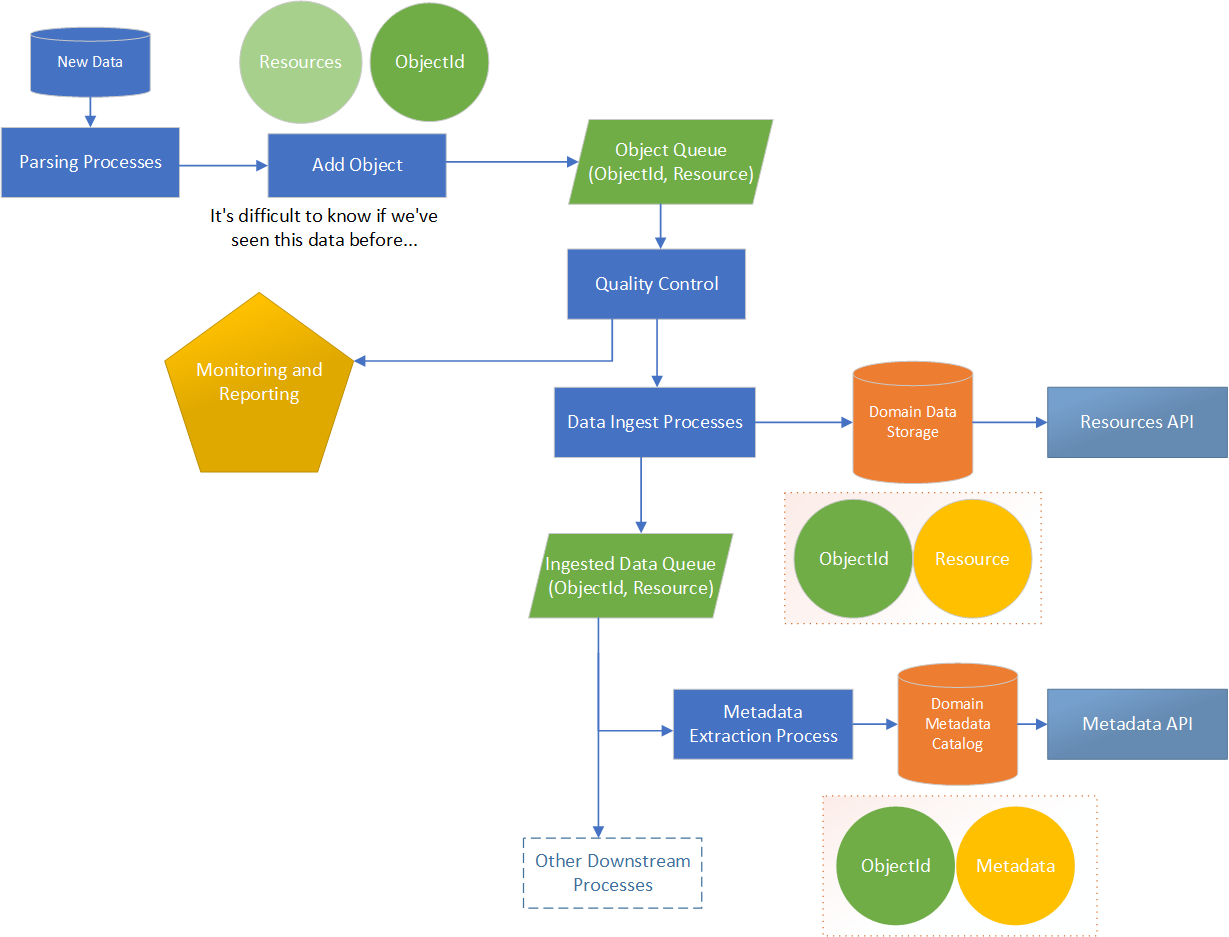 New Data
Resources
ObjectId
Parsing Processes
Add Object
Object Queue
(ObjectId, Resource)
It's difficult to know if we've
seen this data before...
Quality Control
Monitoring and
Reporting
Data Ingest Processes
Domain Data
Storage
Resources API
Ingested Data Queue
(ObjectId, Resource)
ObjectId
Resource
Metadata
Extraction Process
Domain
Metadata
Catalog
Metadata API
Other Downstream
Processes
ObjectId
Metadata